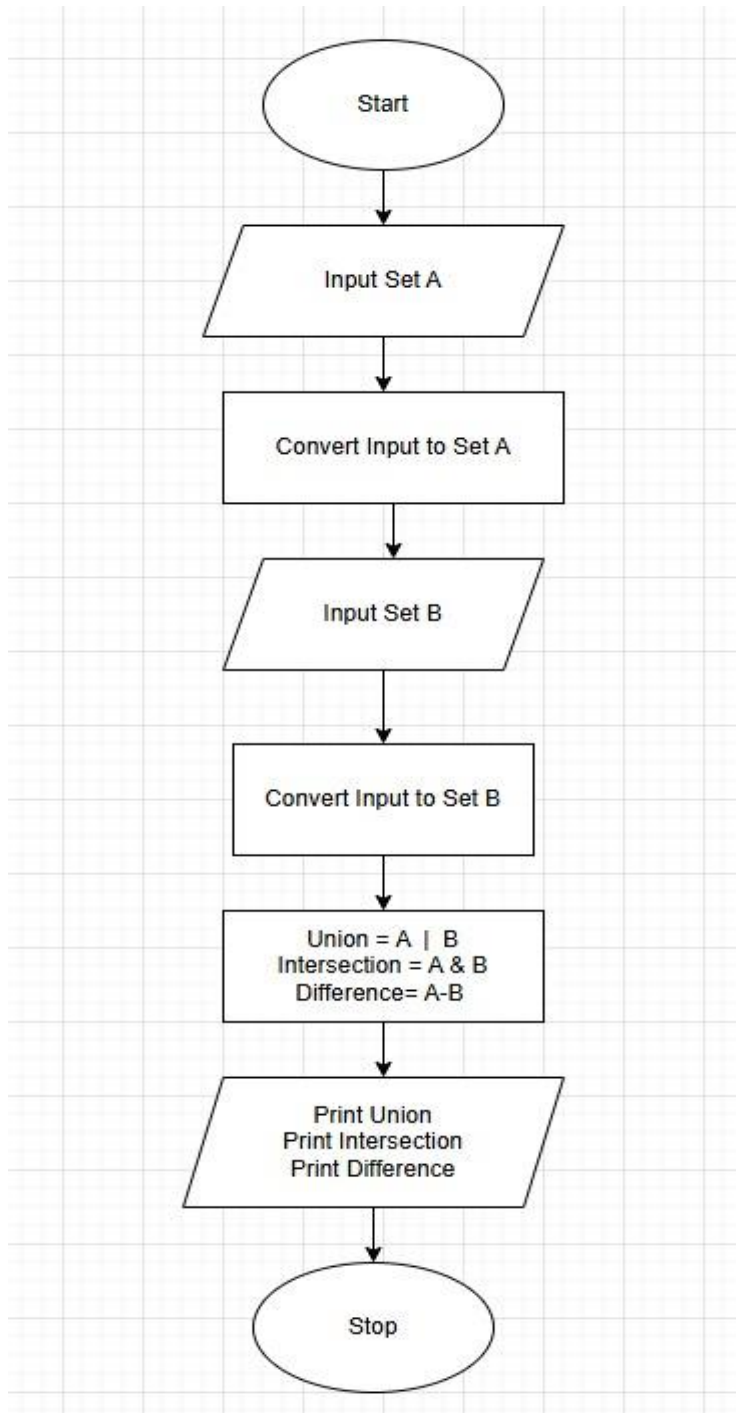 Start
Input Set A
Convert Input to Set A
Input Set B
Convert Input to Set B
Union = A | B
Intersection = A & B
Difference= A-B
Print Union
Print Intersection
Print Difference
Stop